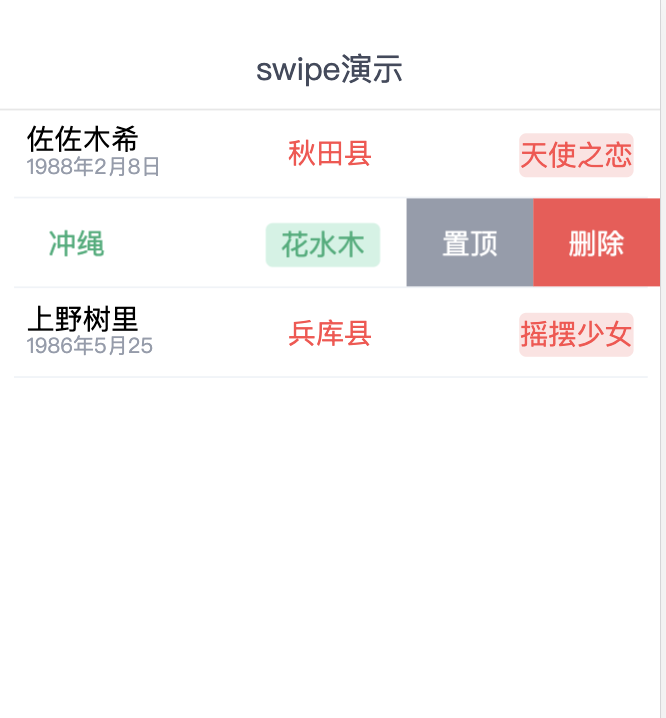 swipe演示
佐佐木希
1988年2月8日
秋田县
天使之恋
冲绳
花水木
置顶
删除
上野树里
1986年5月25
兵库县
摇摆少女